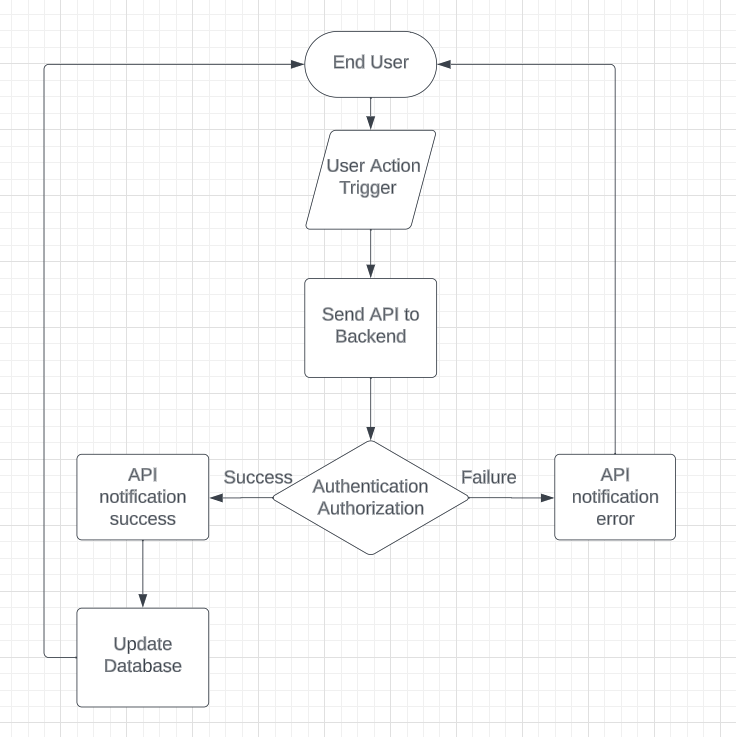 End User
User Action
Trigger
Send API to
Backend
Success
Authentication
Authorization
Failure
API
notification
success
API
notification
error
Update
Database